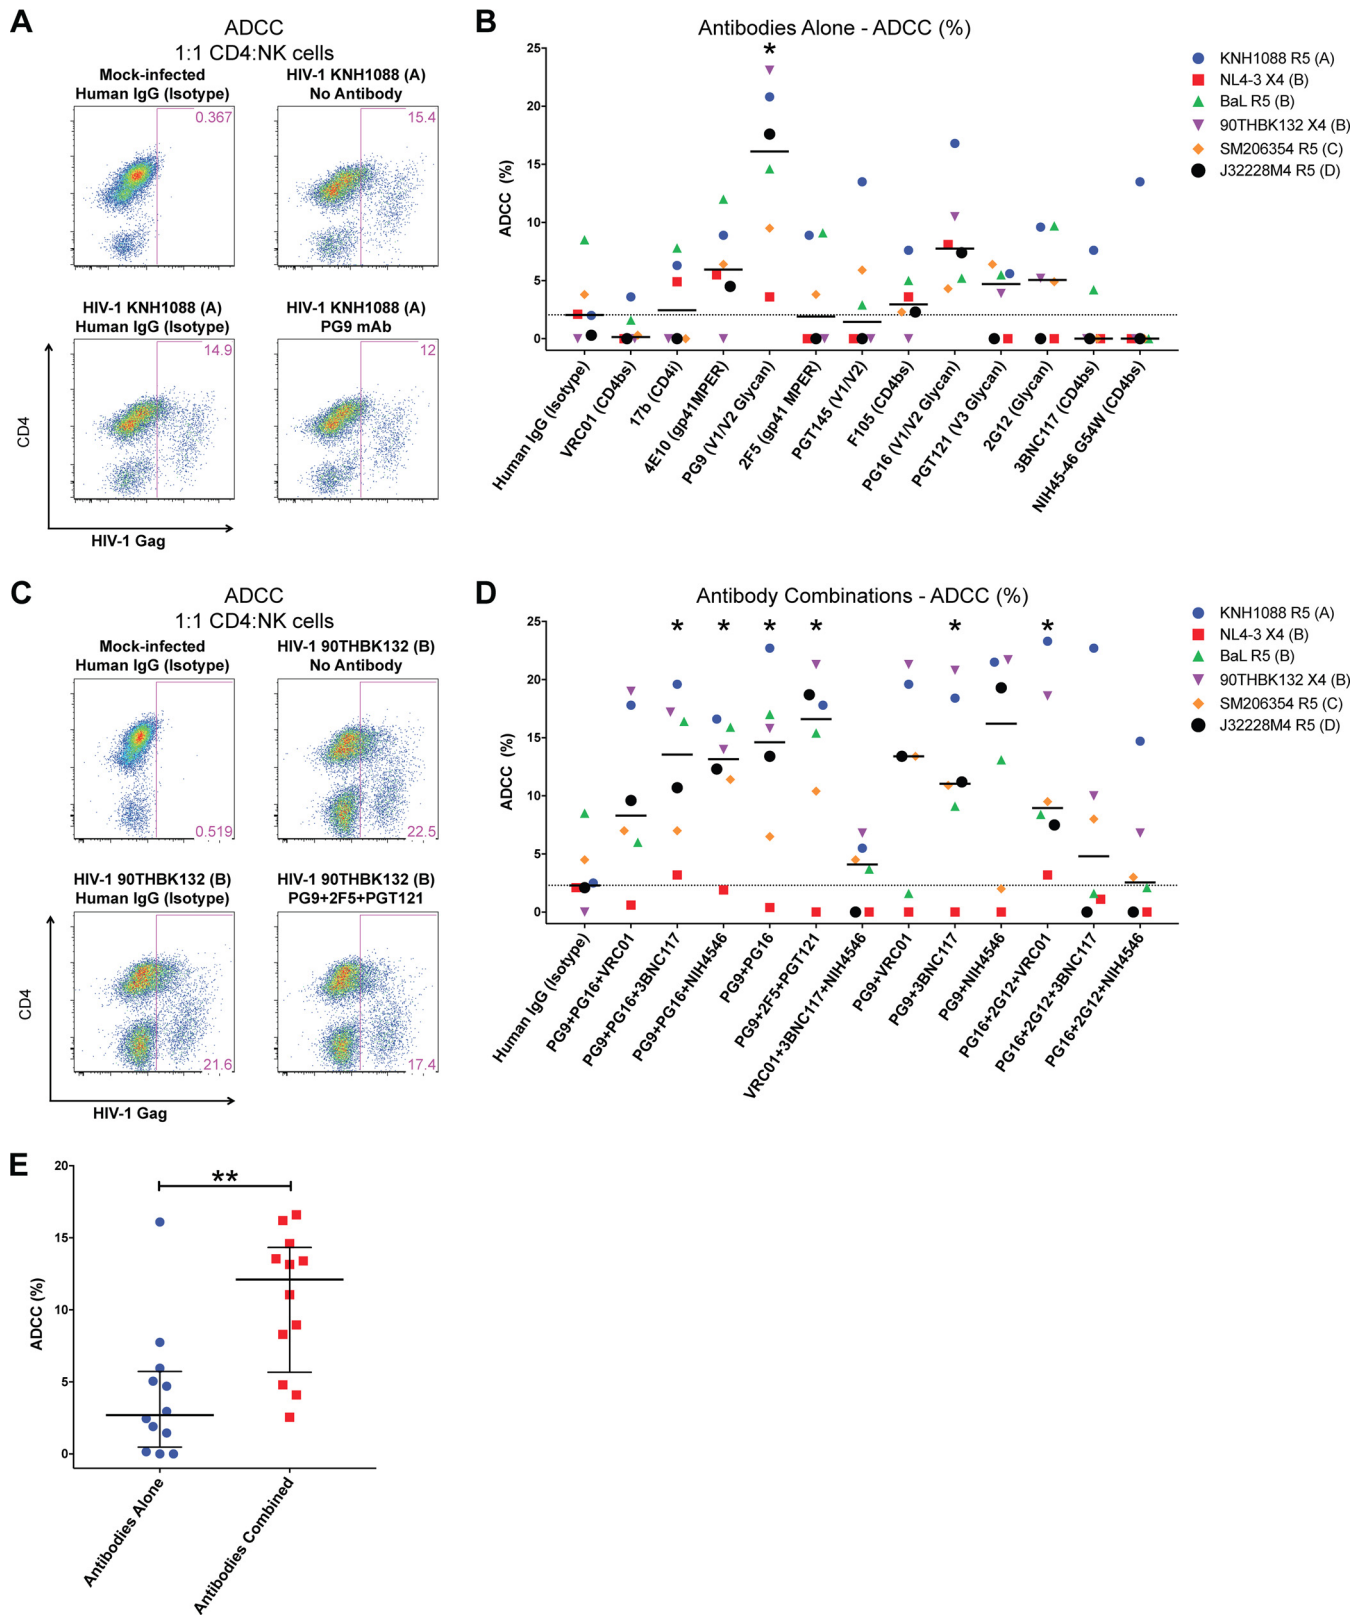 A
ADCC
1:1 CD4:NK cells
Mock-infected
Human IgG (Isotype)
0.367
HIV-1 KNH1088 (A)
No Antibody
15.4
HIV-1 KNH1088 (A)
Human IgG (Isotype)
14.9
HIV-1 KNH1088 (A)
PG9 mAb
12
CD4
HIV-1 Gag
B
Antibodies Alone - ADCC (%)
*
ADCC (%)
25
20
15
10
5
0
Human IgG (Isotype)
VRC01 (CD4bs)
17b (CD4i)
4E10 (gp41MPER)
PG9 (V1/V2 Glycan)
2F5 (gp41 MPER)
PGT145 (V1/V2)
F105 (CD4bs)
PG16 (V1/V2 Glycan)
PGT121 (V3 Glycan)
2G12 (Glycan)
3BNC117 (CD4bs)
NIH45-46 G54W (CD4bs)
KNH1088 R5 (A)
NL4-3 X4 (B)
BaL R5 (B)
90THBK132 X4 (B)
SM206354 R5 (C)
J32228M4 R5 (D)
C
ADCC
1:1 CD4:NK cells
Mock-infected
Human IgG (Isotype)
0.519
HIV-1 90THBK132 (B)
No Antibody
22.5
HIV-1 90THBK132 (B)
Human IgG (Isotype)
21.6
HIV-1 90THBK132 (B)
PG9+2F5+PGT121
17.4
CD4
HIV-1 Gag
D
Antibody Combinations - ADCC (%)
* * * * * *
ADCC (%)
25
20
15
10
5
0
Human IgG (Isotype)
PG9+PG16+VRC01
PG9+PG16+3BNC117
PG9+PG16+NIH4546
PG9+PG16
PG9+2F5+PGT121
VRC01+3BNC117+NIH4546
PG9+VRC01
PG9+3BNC117
PG9+NIH4546
PG16+2G12+VRC01
PG16+2G12+3BNC117
PG16+2G12+NIH4546
KNH1088 R5 (A)
NL4-3 X4 (B)
BaL R5 (B)
90THBK132 X4 (B)
SM206354 R5 (C)
J32228M4 R5 (D)
E
**
ADCC (%)
20
15
10
5
0
Antibodies Alone
Antibodies Combined